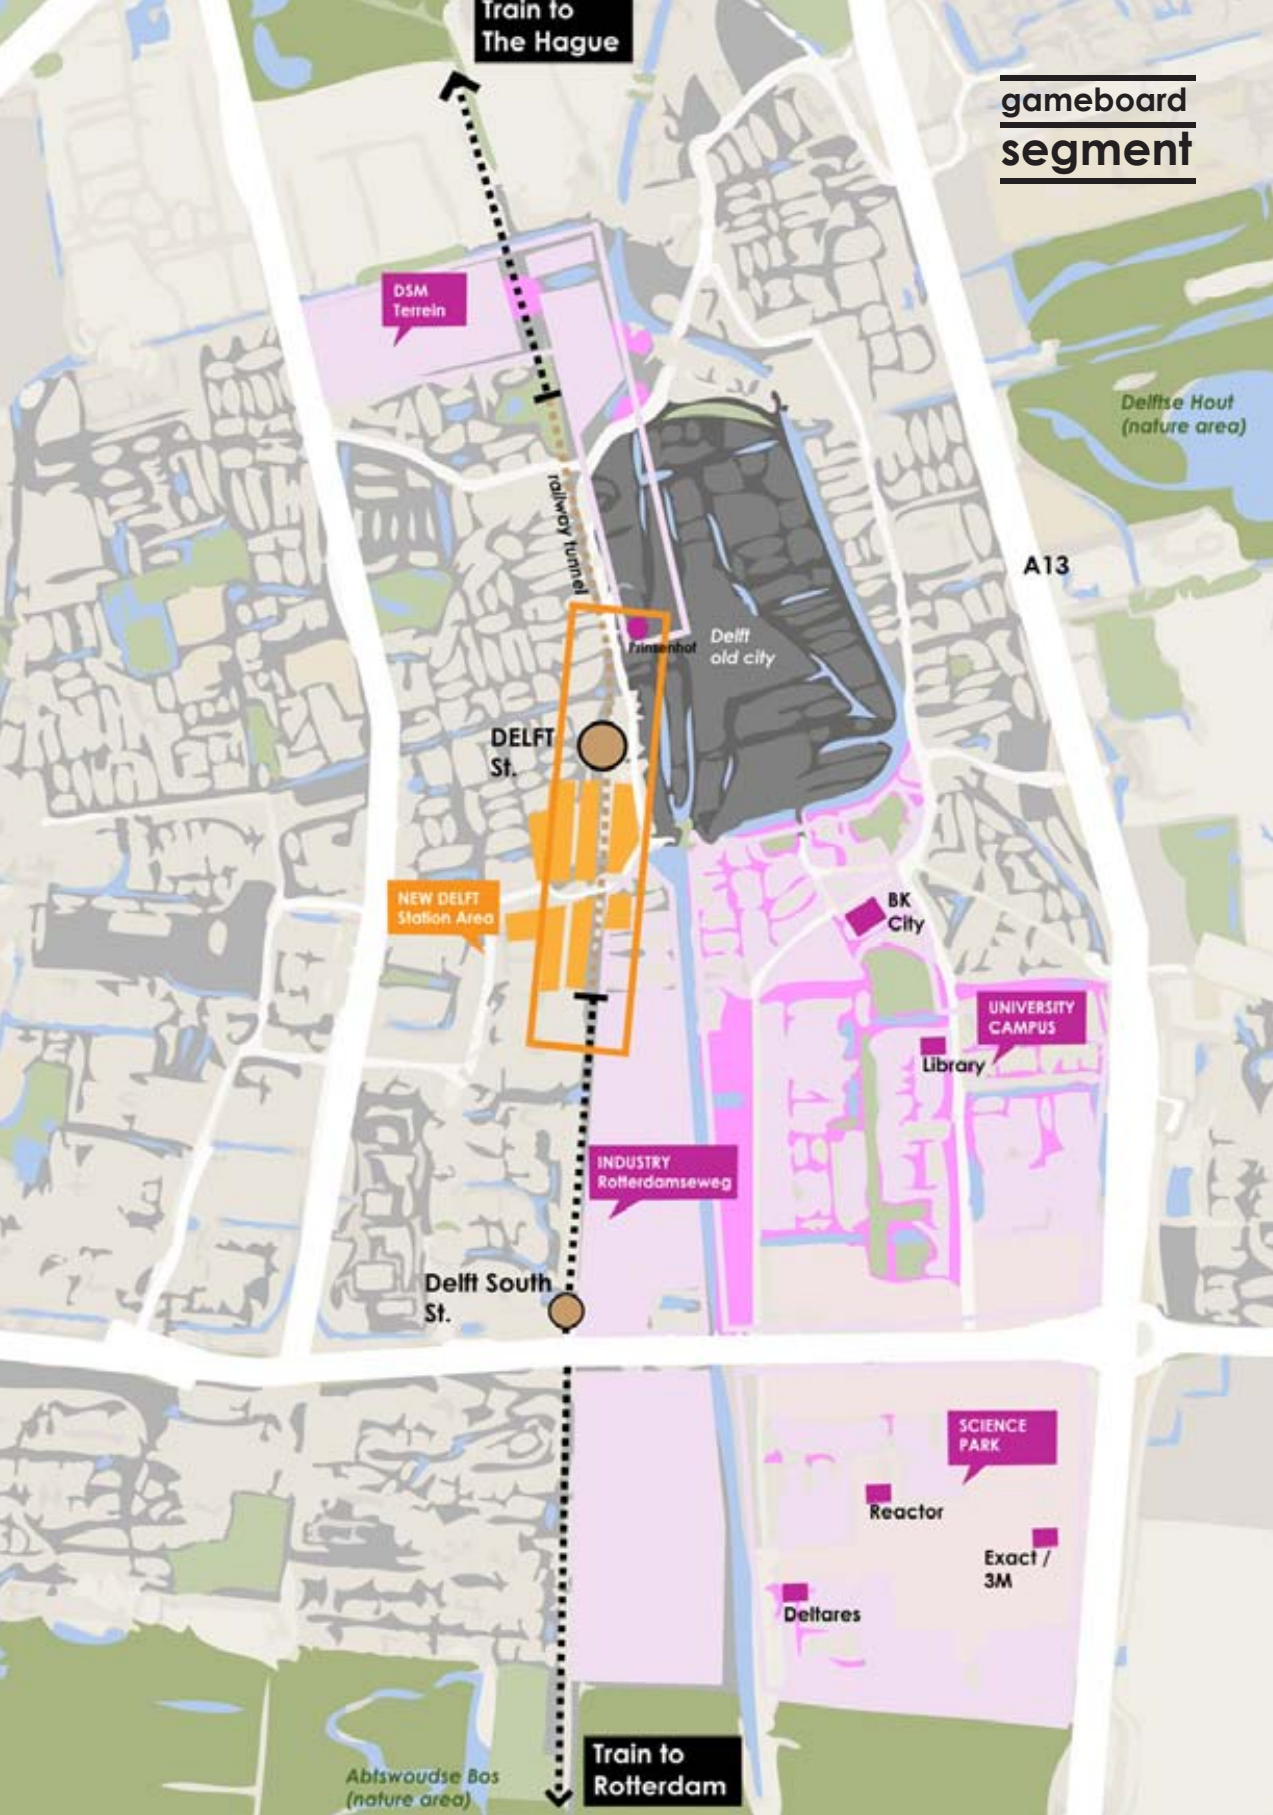 Train to
The Hague
gameboard
segment
DSM
Terrein
Delftse Hout
(nature area)
railway tunnel
A13
Prinsenhof
Delft
old city
DELFT
St.
NEW DELFT
Station Area
BK
City
UNIVERSITY
CAMPUS
Library
INDUSTRY
Rotterdamseweg
Delft South
St.
SCIENCE
PARK
Reactor
Exact /
3M
Deltares
Train to
Rotterdam
Abtswoudse Bos
(nature area)